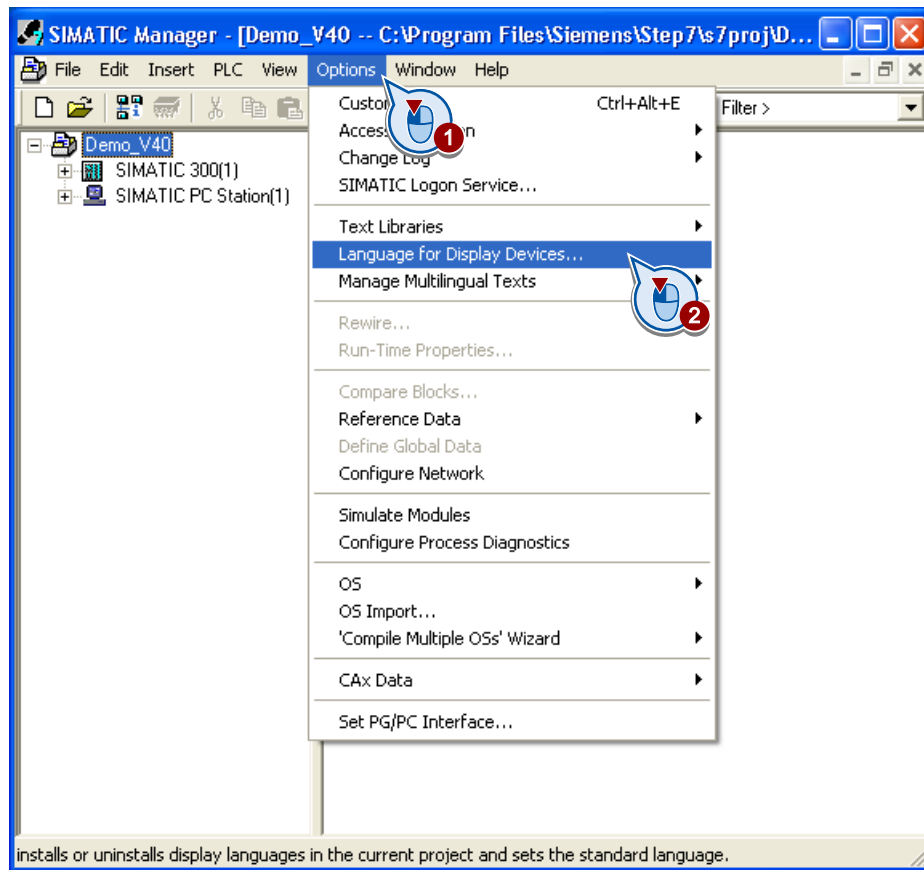 SIMATIC Manager - [Demo_V40 -- C:\Program Files\Siemens\Step7\s7proj\D...
File Edit Insert PLC View Options Window Help
Filter >
Demo_V40
SIMATIC 300(1)
SIMATIC PC Station(1)
Ctrl+Alt+E
1
Change Log
SIMATIC Logon Service...
Text Libraries
Language for Display Devices...
Manage Multilingual Texts
2
Rewire...
Run-Time Properties...
Compare Blocks...
Reference Data
Define Global Data
Configure Network
Simulate Modules
Configure Process Diagnostics
OS
OS Import...
'Compile Multiple OSs' Wizard
CAx Data
Set PG/PC Interface...
installs or uninstalls display languages in the current project and sets the standard language.